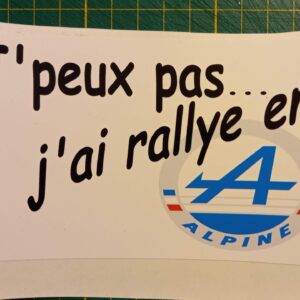 'peux pas...
j'ai rallye en
A
ALPINE